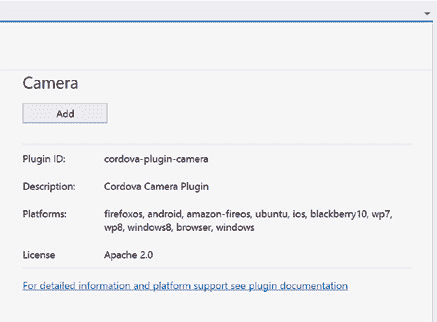 Camera
Add
Plugin ID: cordova-plugin-camera
Description: Cordova Camera Plugin
Platforms: firefoxos, android, amazon-fireos, ubuntu, ios, blackberry10, wp7,
wp8, windows8, browser, windows
License Apache 2.0
For detailed information and platform support see plugin documentation